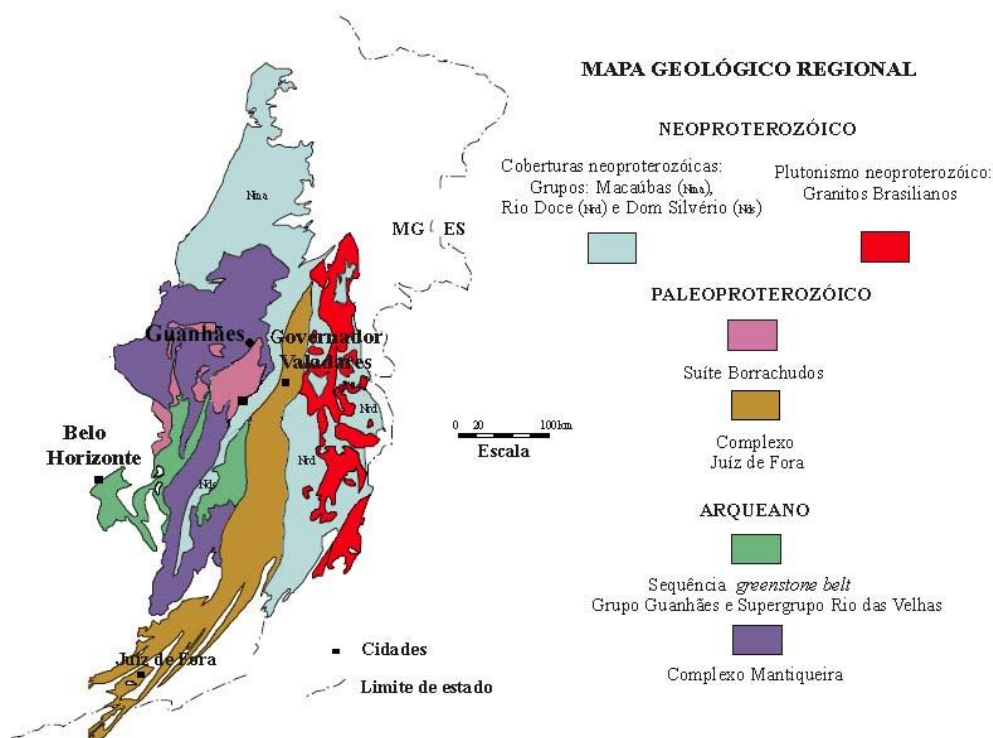 MAPA GEOLÓGICO REGIONAL
NEOPROTEROZÓICO
Coberturas neoproterozóicas:
Grupos: Macaúbas (Nma),
Rio Doce (Nrd) e Dom Silvério (Nds)
Plutonismo neoproterozóico:
Granitos Brasilianos
PALEOPROTEROZÓICO
Suíte Borrachudos
Complexo
Juíz de Fora
ARQUEANO
Sequência greenstone belt
Grupo Guanhães e Supergrupo Rio das Velhas
Complexo Mantiqueira
Nma
MG ES
Guanhães
Governador
Valadares
Nrd
Belo
Horizonte
Nrd
Nds
0 20 100km
Escala
Juíz de Fora
Cidades
Limite de estado